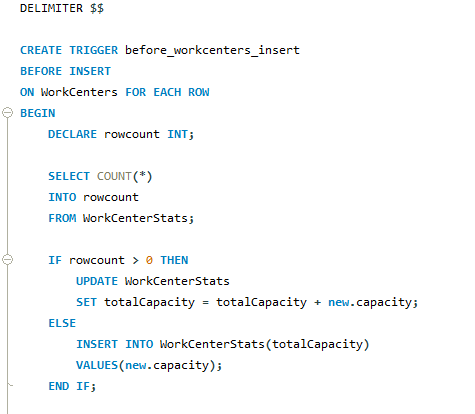 DELIMITER $$
CREATE TRIGGER before_workcenters_insert
BEFORE INSERT
ON WorkCenters FOR EACH ROW
BEGIN
DECLARE rowcount INT;
SELECT COUNT(*)
INTO rowcount
FROM WorkCenterStats;
IF rowcount > 0 THEN
UPDATE WorkCenterStats
SET totalCapacity = totalCapacity + new.capacity;
ELSE
INSERT INTO WorkCenterStats(totalCapacity)
VALUES(new.capacity);
END IF;